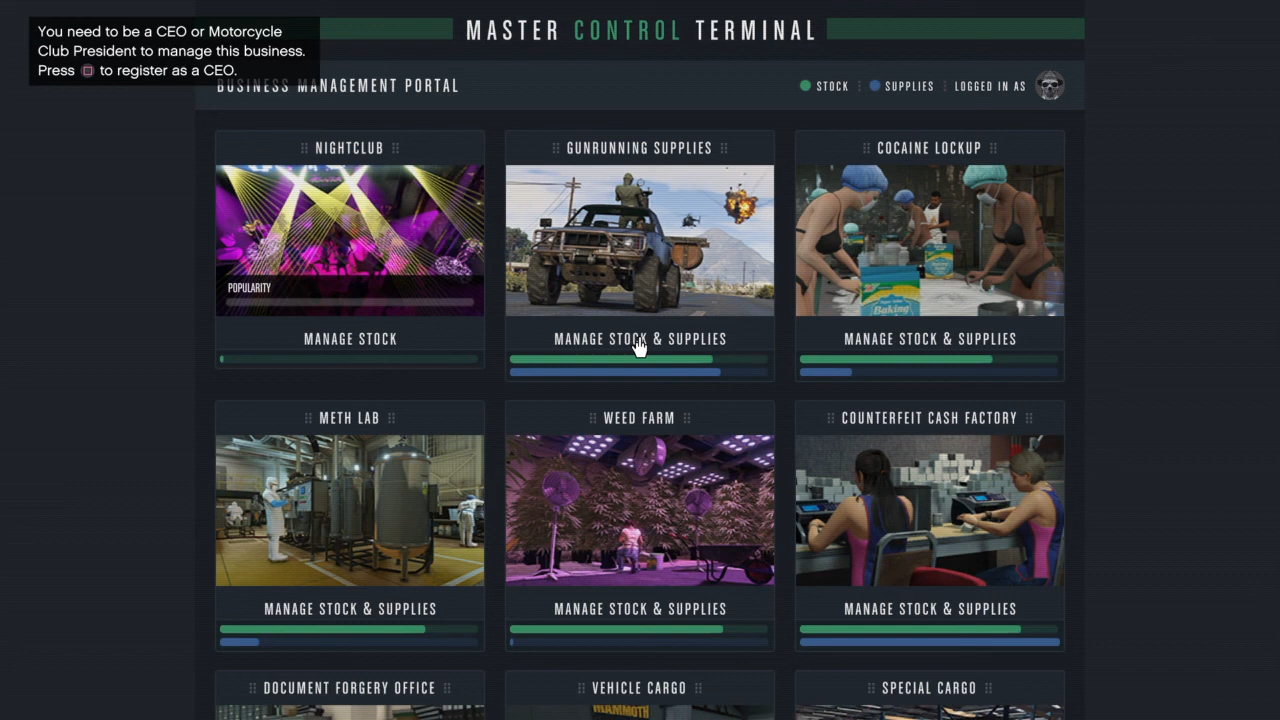 You need to be a CEO or Motorcycle
Club President to manage this business.
Press to register as a CEO.
MASTER CONTROL TERMINAL
BUSINESS MANAGEMENT PORTAL
STOCK
SUPPLIES
LOGGED IN AS
NIGHTCLUB
GUNRUNNING SUPPLIES
COCAINE LOCKUP
POPULARITY
Baking
MANAGE STOCK
MANAGE STOCK & SUPPLIES
MANAGE STOCK & SUPPLIES
METH LAB
WEED FARM
COUNTERFEIT CASH FACTORY
MANAGE STOCK & SUPPLIES
MANAGE STOCK & SUPPLIES
MANAGE STOCK & SUPPLIES
DOCUMENT FORGERY OFFICE
VEHICLE CARGO
SPECIAL CARGO
MAMMOTH